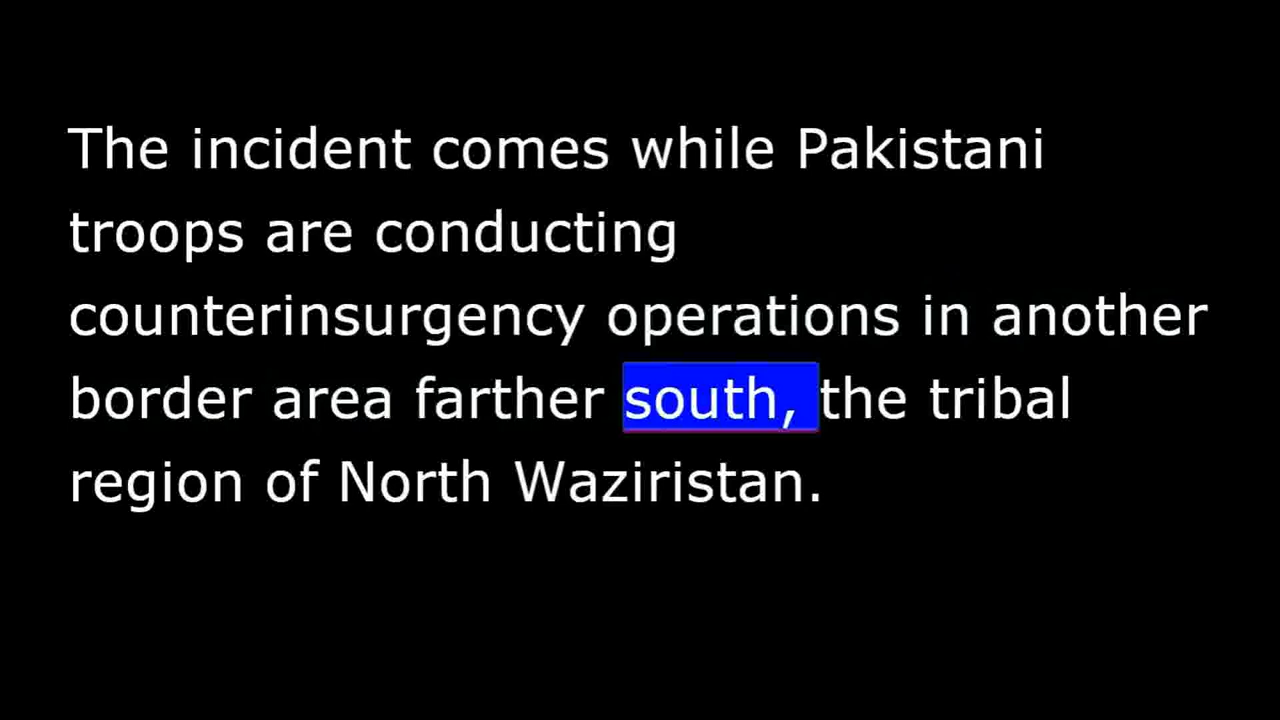 The incident comes while Pakistani
troops are conducting
counterinsurgency operations in another
border area farther south, the tribal
region of North Waziristan.